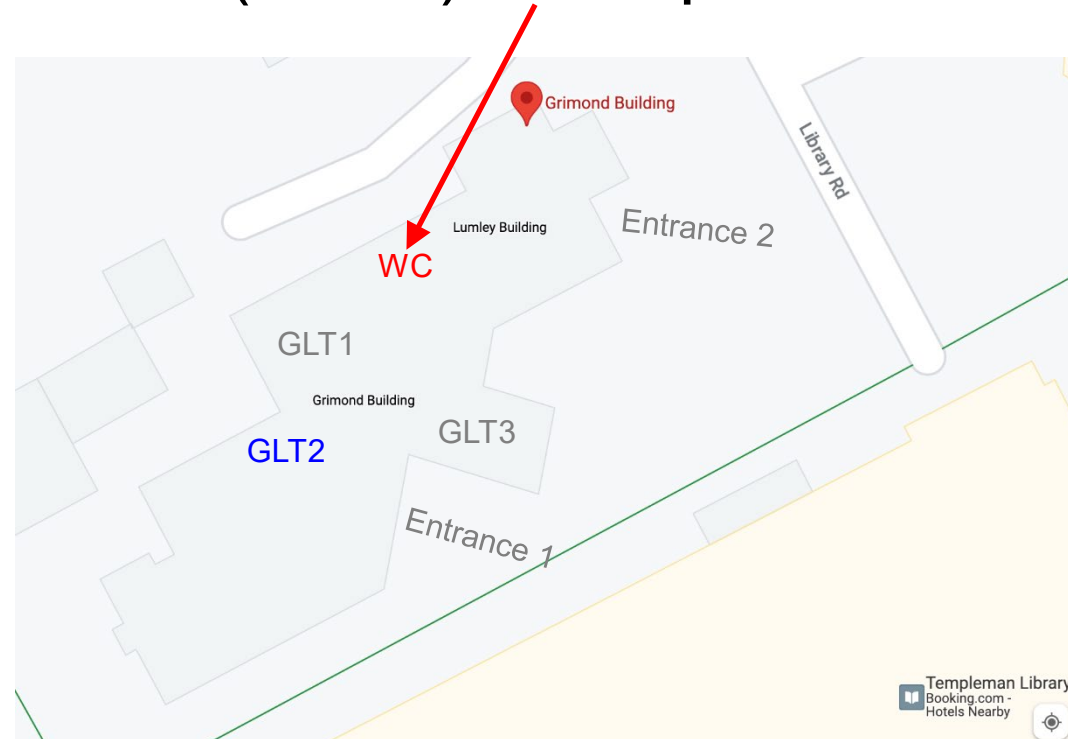 Grimond Building
Library Rd
Lumley Building
Entrance 2
WC
GLT1
Grimond Building
GLT3
GLT2
Entrance 1
Templeman Library
Booking.com -
Hotels Nearby